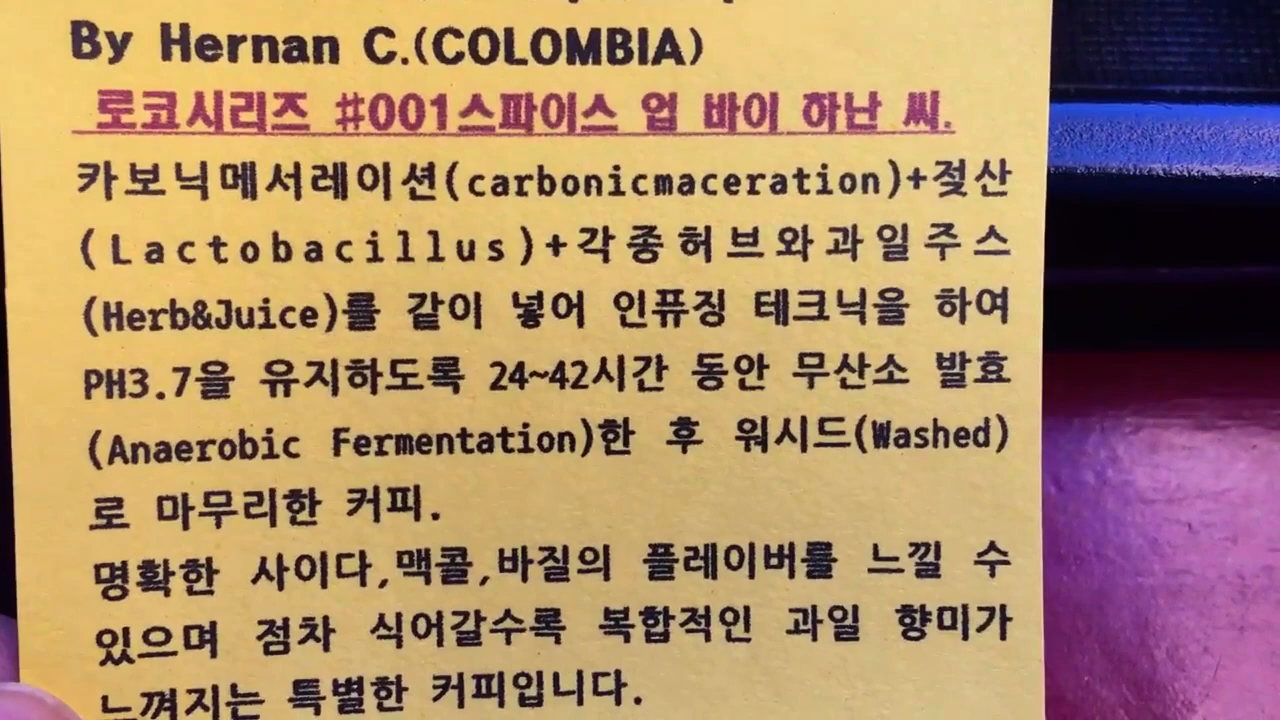 By Hernan C.(COLOMBIA)
로코시리즈 #001스파이스 업 바이 하난 씨.
카보닉메서레이션(carbonicmaceration)+젖산
(Lactobacillus)+각종허브와과일주스
(Herb&Juice)를 같이 넣어 인퓨징 테크닉을 하여
PH3.7을 유지하도록 24~42시간 동안 무산소 발효
(Anaerobic Fermentation)한 후 워시드(Washed)
로 마무리한 커피.
명확한 사이다,맥콜,바질의 플레이버를 느낄 수
있으며 점차 식어갈수록 복합적인 과일 향미가
느껴지는 특별한 커피입니다.